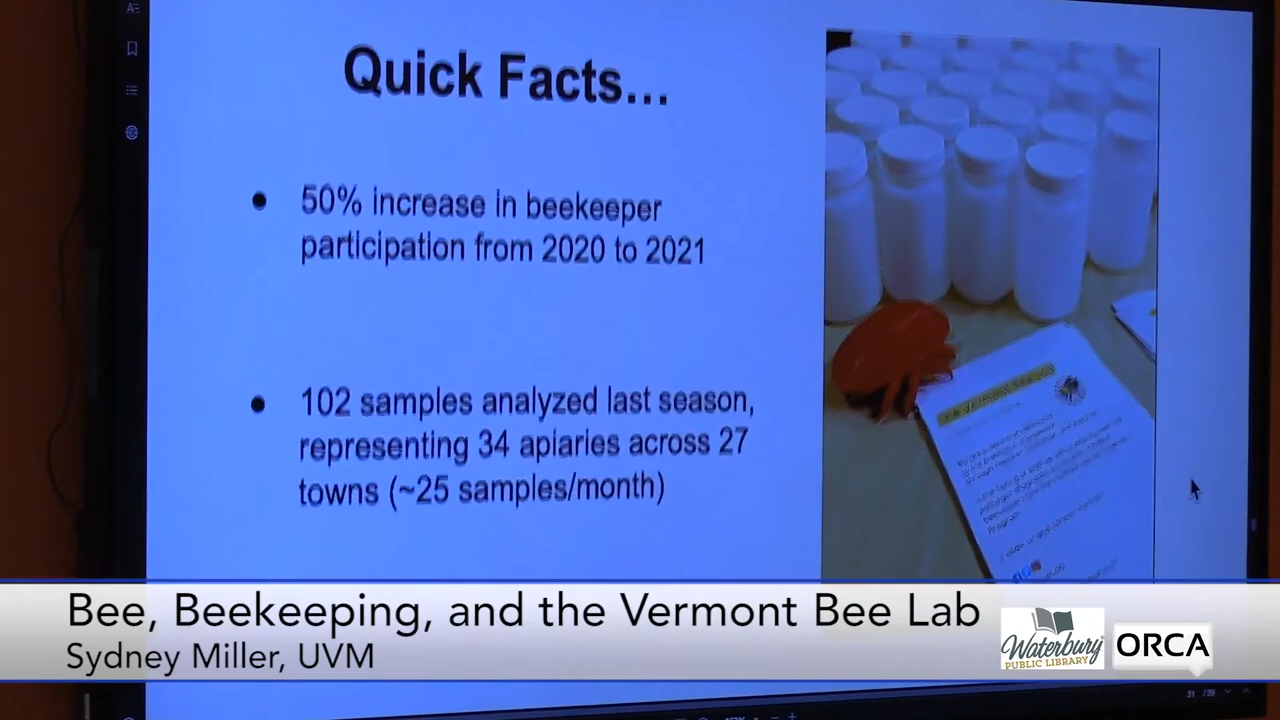 Quick Facts...
• 50% increase in beekeeper
participation from 2020 to 2021
• 102 samples analyzed last season,
representing 34 apiaries across 27
towns (~25 samples/month)
Bee, Beekeeping, and the Vermont Bee Lab
Sydney Miller, UVM
Waterbury
PUBLIC LIBRARY
ORCA